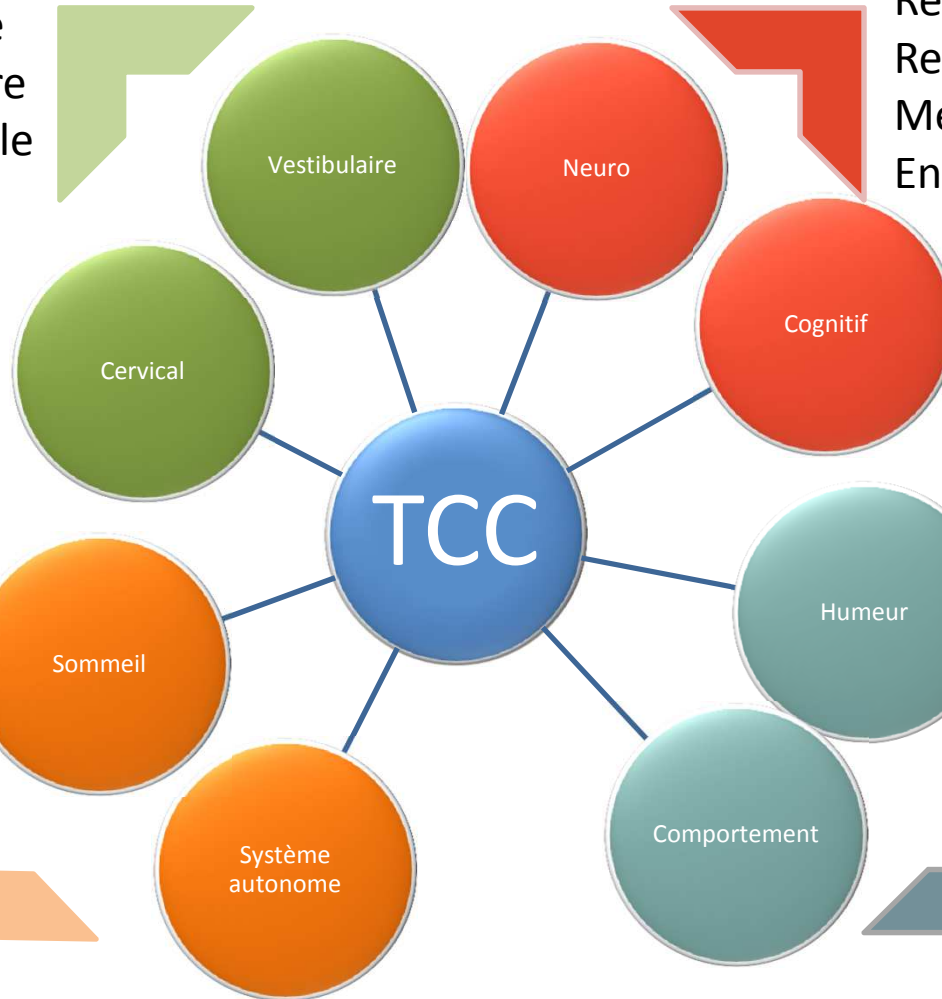 Vestibulaire
Neuro
Cognitif
Cervical
TCC
Humeur
Sommeil
Comportement
Système
autonome